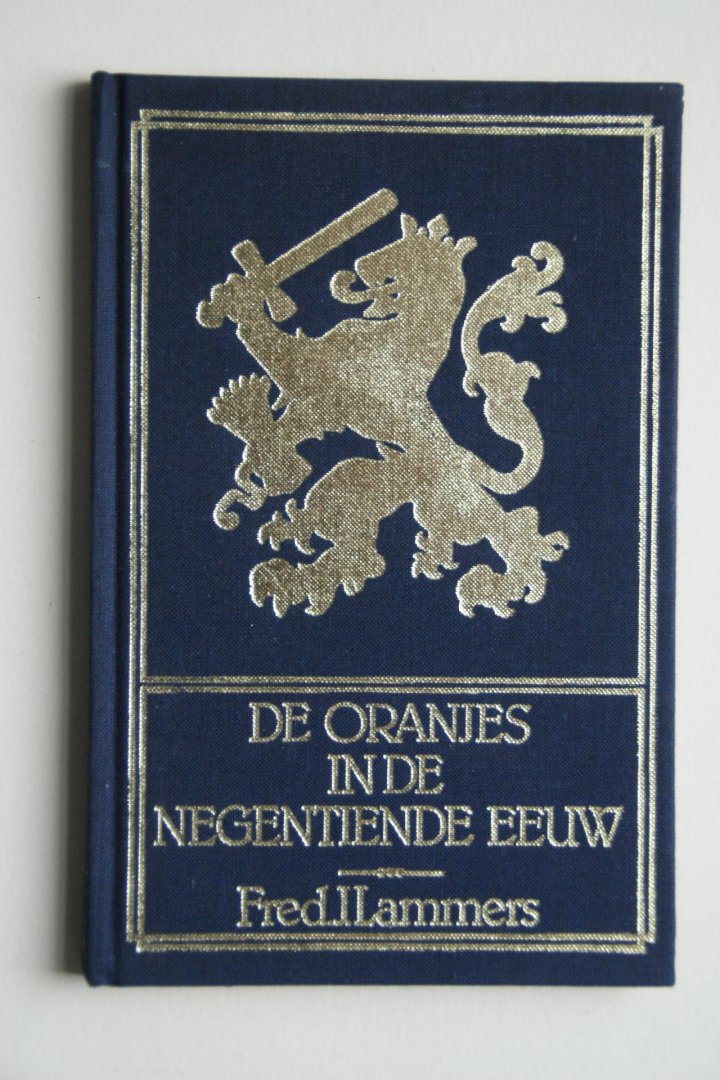 DE ORANJES
IN DE
NEGENTIENDE EEUW
Fred.J Lammers